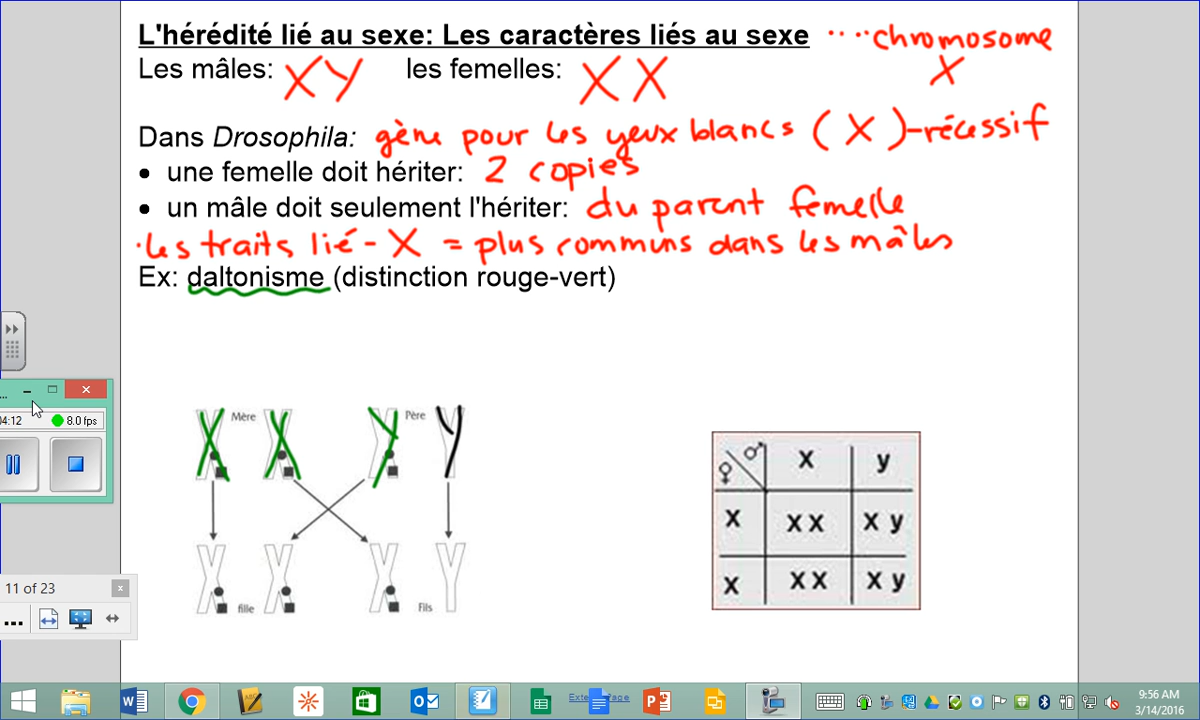 L'hérédité lié au sexe: Les caractères liés au sexe ....chromosome X
Les mâles: XY les femelles: XX
Dans Drosophila: gène pour les yeux blancs (X)-récessif
• une femelle doit hériter: 2 copies
• un mâle doit seulement l'hériter: du parent femelle
·les traits lié-X = plus communs dans les mâles
Ex: daltonisme (distinction rouge-vert)
04:12 8.0 fps
Mère Père
X y
X XX Xy
X XX Xy
fille Fils
11 of 23
9:56 AM
3/14/2016